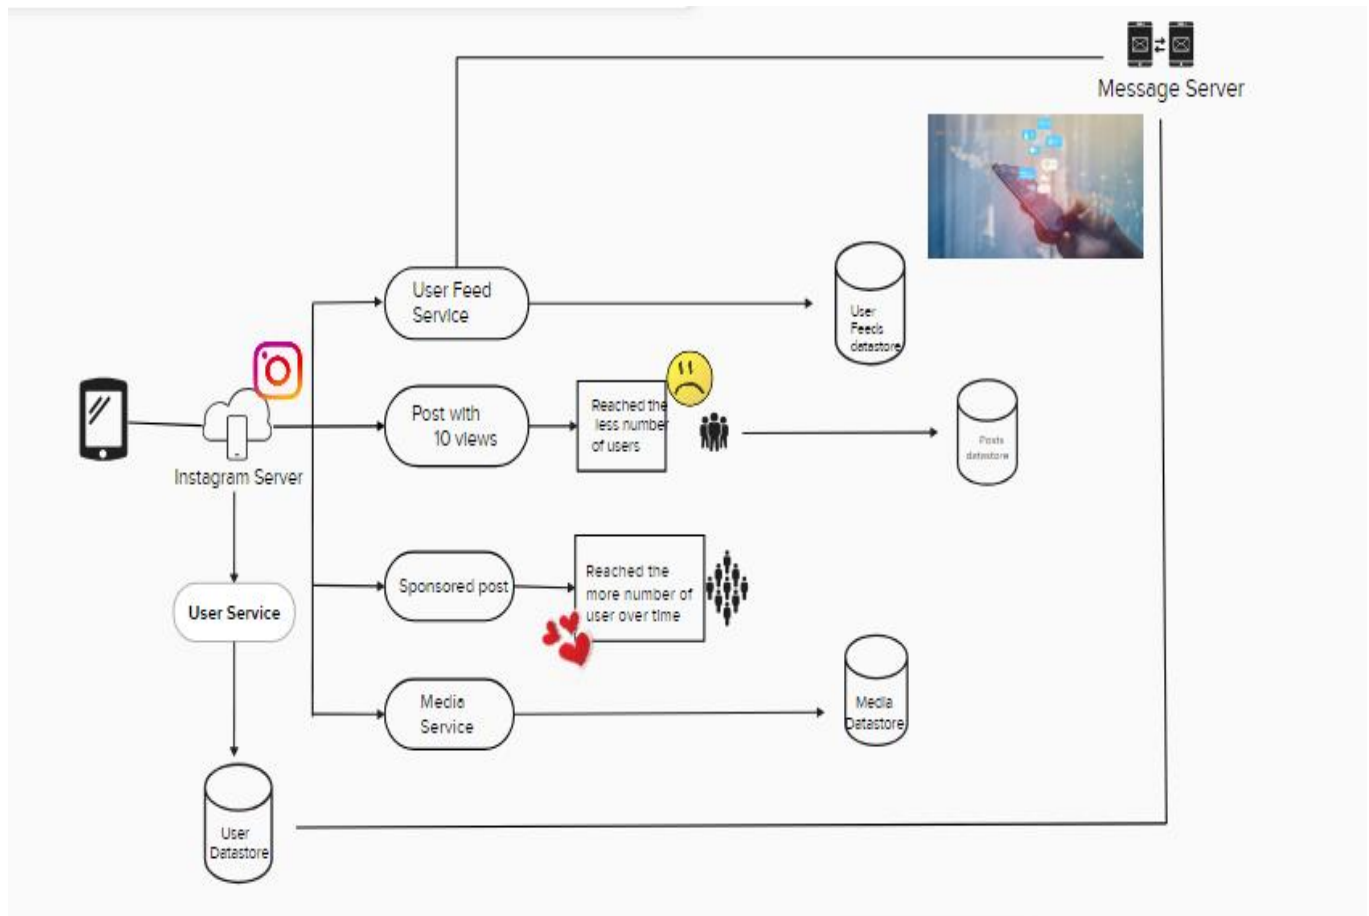 Message Server
User Feed
Service
User
Feeds
datastore
Post with
10 views
Reached the
less number
of users
Posts
datastore
Instagram Server
Sponsored post
Reached the
more number of
user over time
User Service
Media
Service
Media
Datastore
User
Datastore